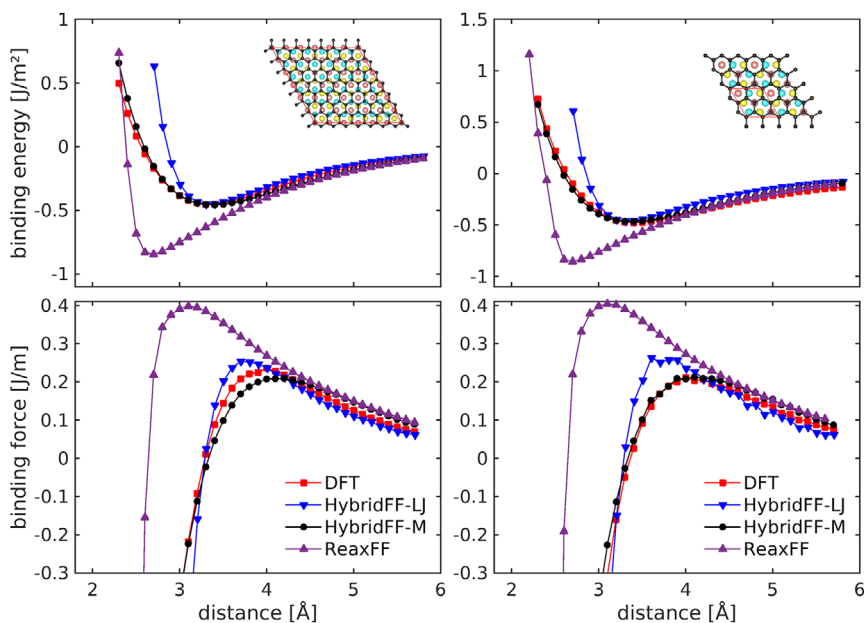 binding energy [J/m²]
1
0.5
0
-0.5
-1
1.5
1
0.5
0
-0.5
-1
binding force [J/m]
0.4
0.3
0.2
0.1
0
-0.1
-0.2
-0.3
DFT
HybridFF-LJ
HybridFF-M
ReaxFF
2 3 4 5 6
distance [Å]
0.4
0.3
0.2
0.1
0
-0.1
-0.2
-0.3
DFT
HybridFF-LJ
HybridFF-M
ReaxFF
2 3 4 5 6
distance [Å]